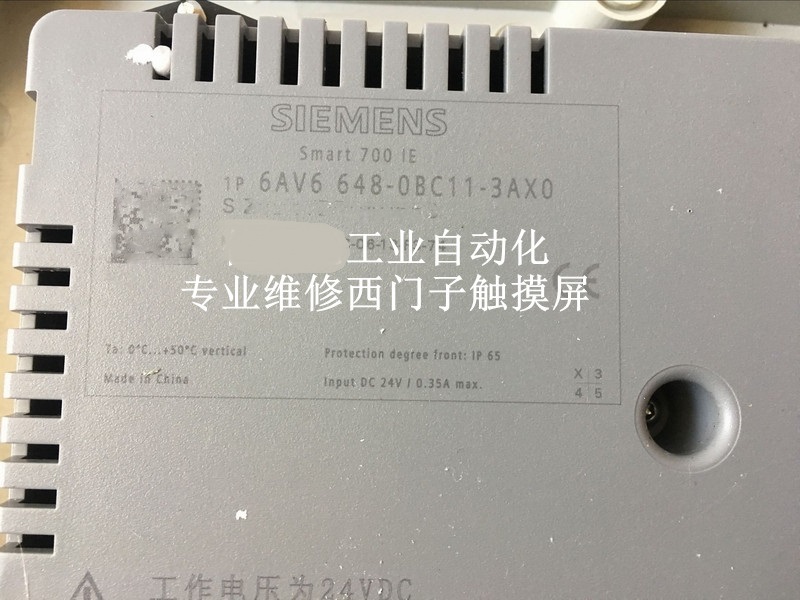 SIEMENS
Smart 700 IE
1P 6AV6 648-0BC11-3AX0
S
工业自动化
专业维修西门子触摸屏
CE
Ta: 0°C...+50°C vertical
Protection degree front: IP 65
Made in China
Input DC 24V / 0.35A max.
X 3
4 5
工作电压为24VDC